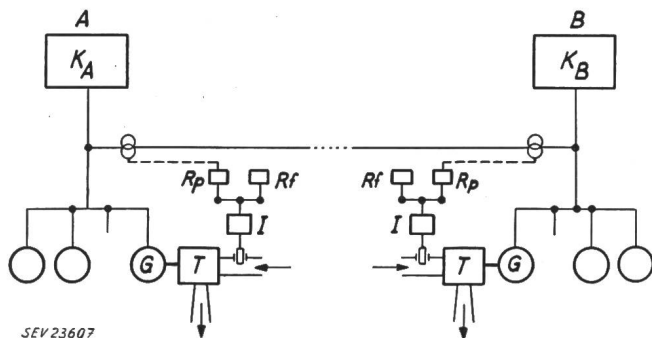 A B
K_A K_B
Rp Rf Rf Rp
I I
G T T G
SEV 23607